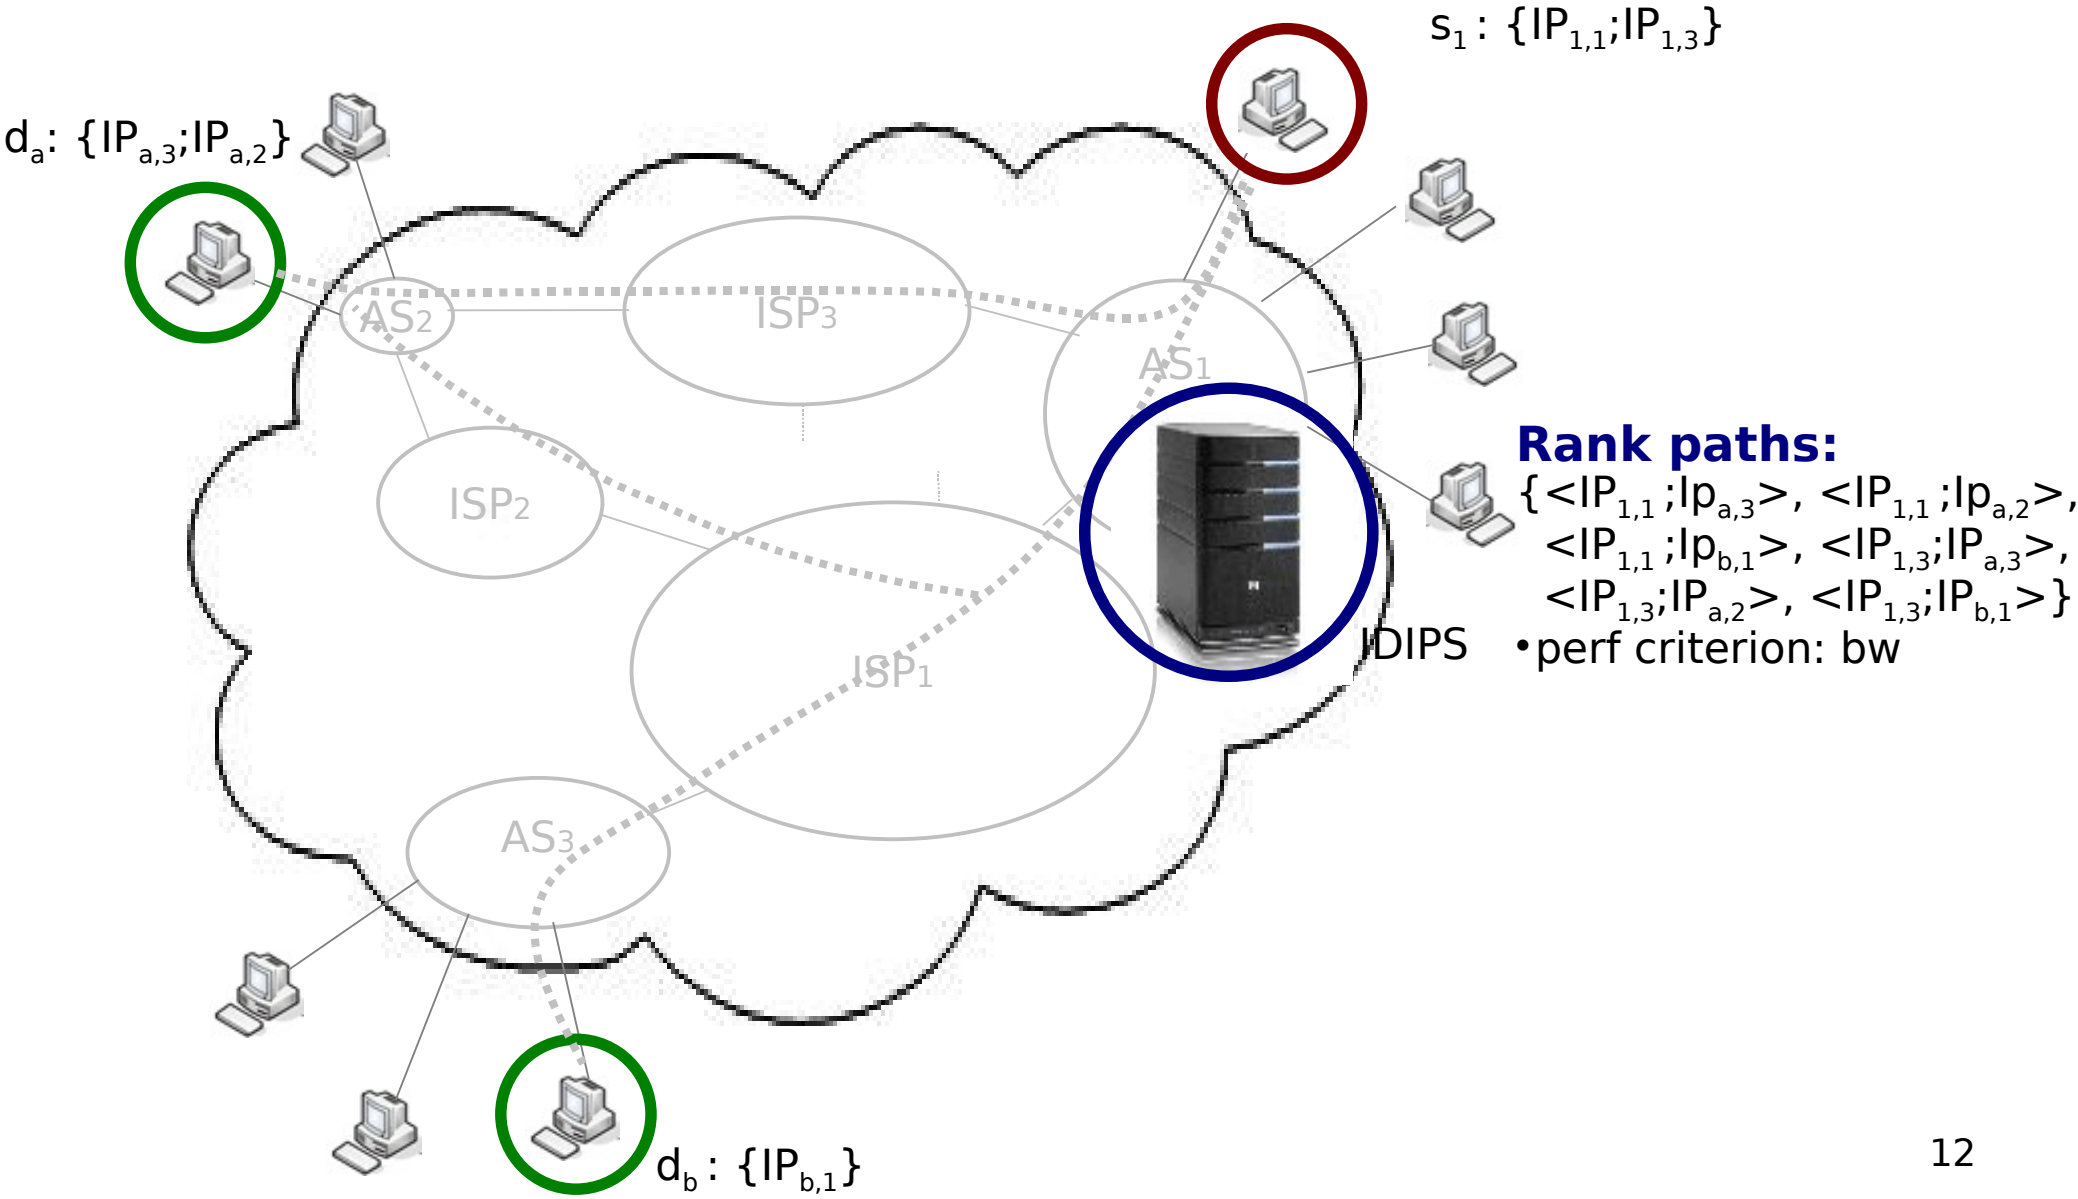 s1 : {IP1,1;IP1,3}
da: {IPa,3;IPa,2}
AS2
ISP3
AS1
Rank paths:
{<IP1,1 ;Ipa,3>, <IP1,1 ;Ipa,2>,
<IP1,1 ;Ipb,1>, <IP1,3;IPa,3>,
<IP1,3;IPa,2>, <IP1,3;IPb,1>}
•perf criterion: bw
ISP2
IDIPS
ISP1
AS3
db : {IPb,1}
12